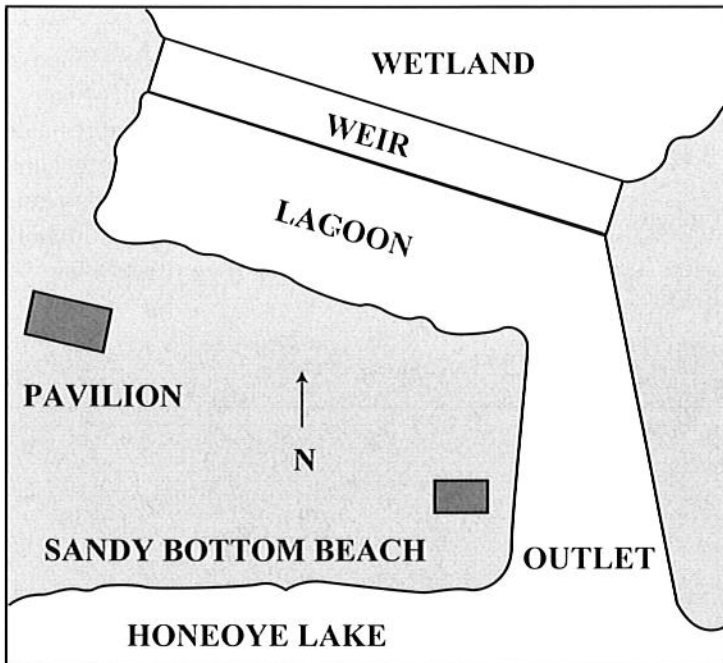 WETLAND
WEIR
LAGOON
PAVILION
N
SANDY BOTTOM BEACH
OUTLET
HONEOYE LAKE